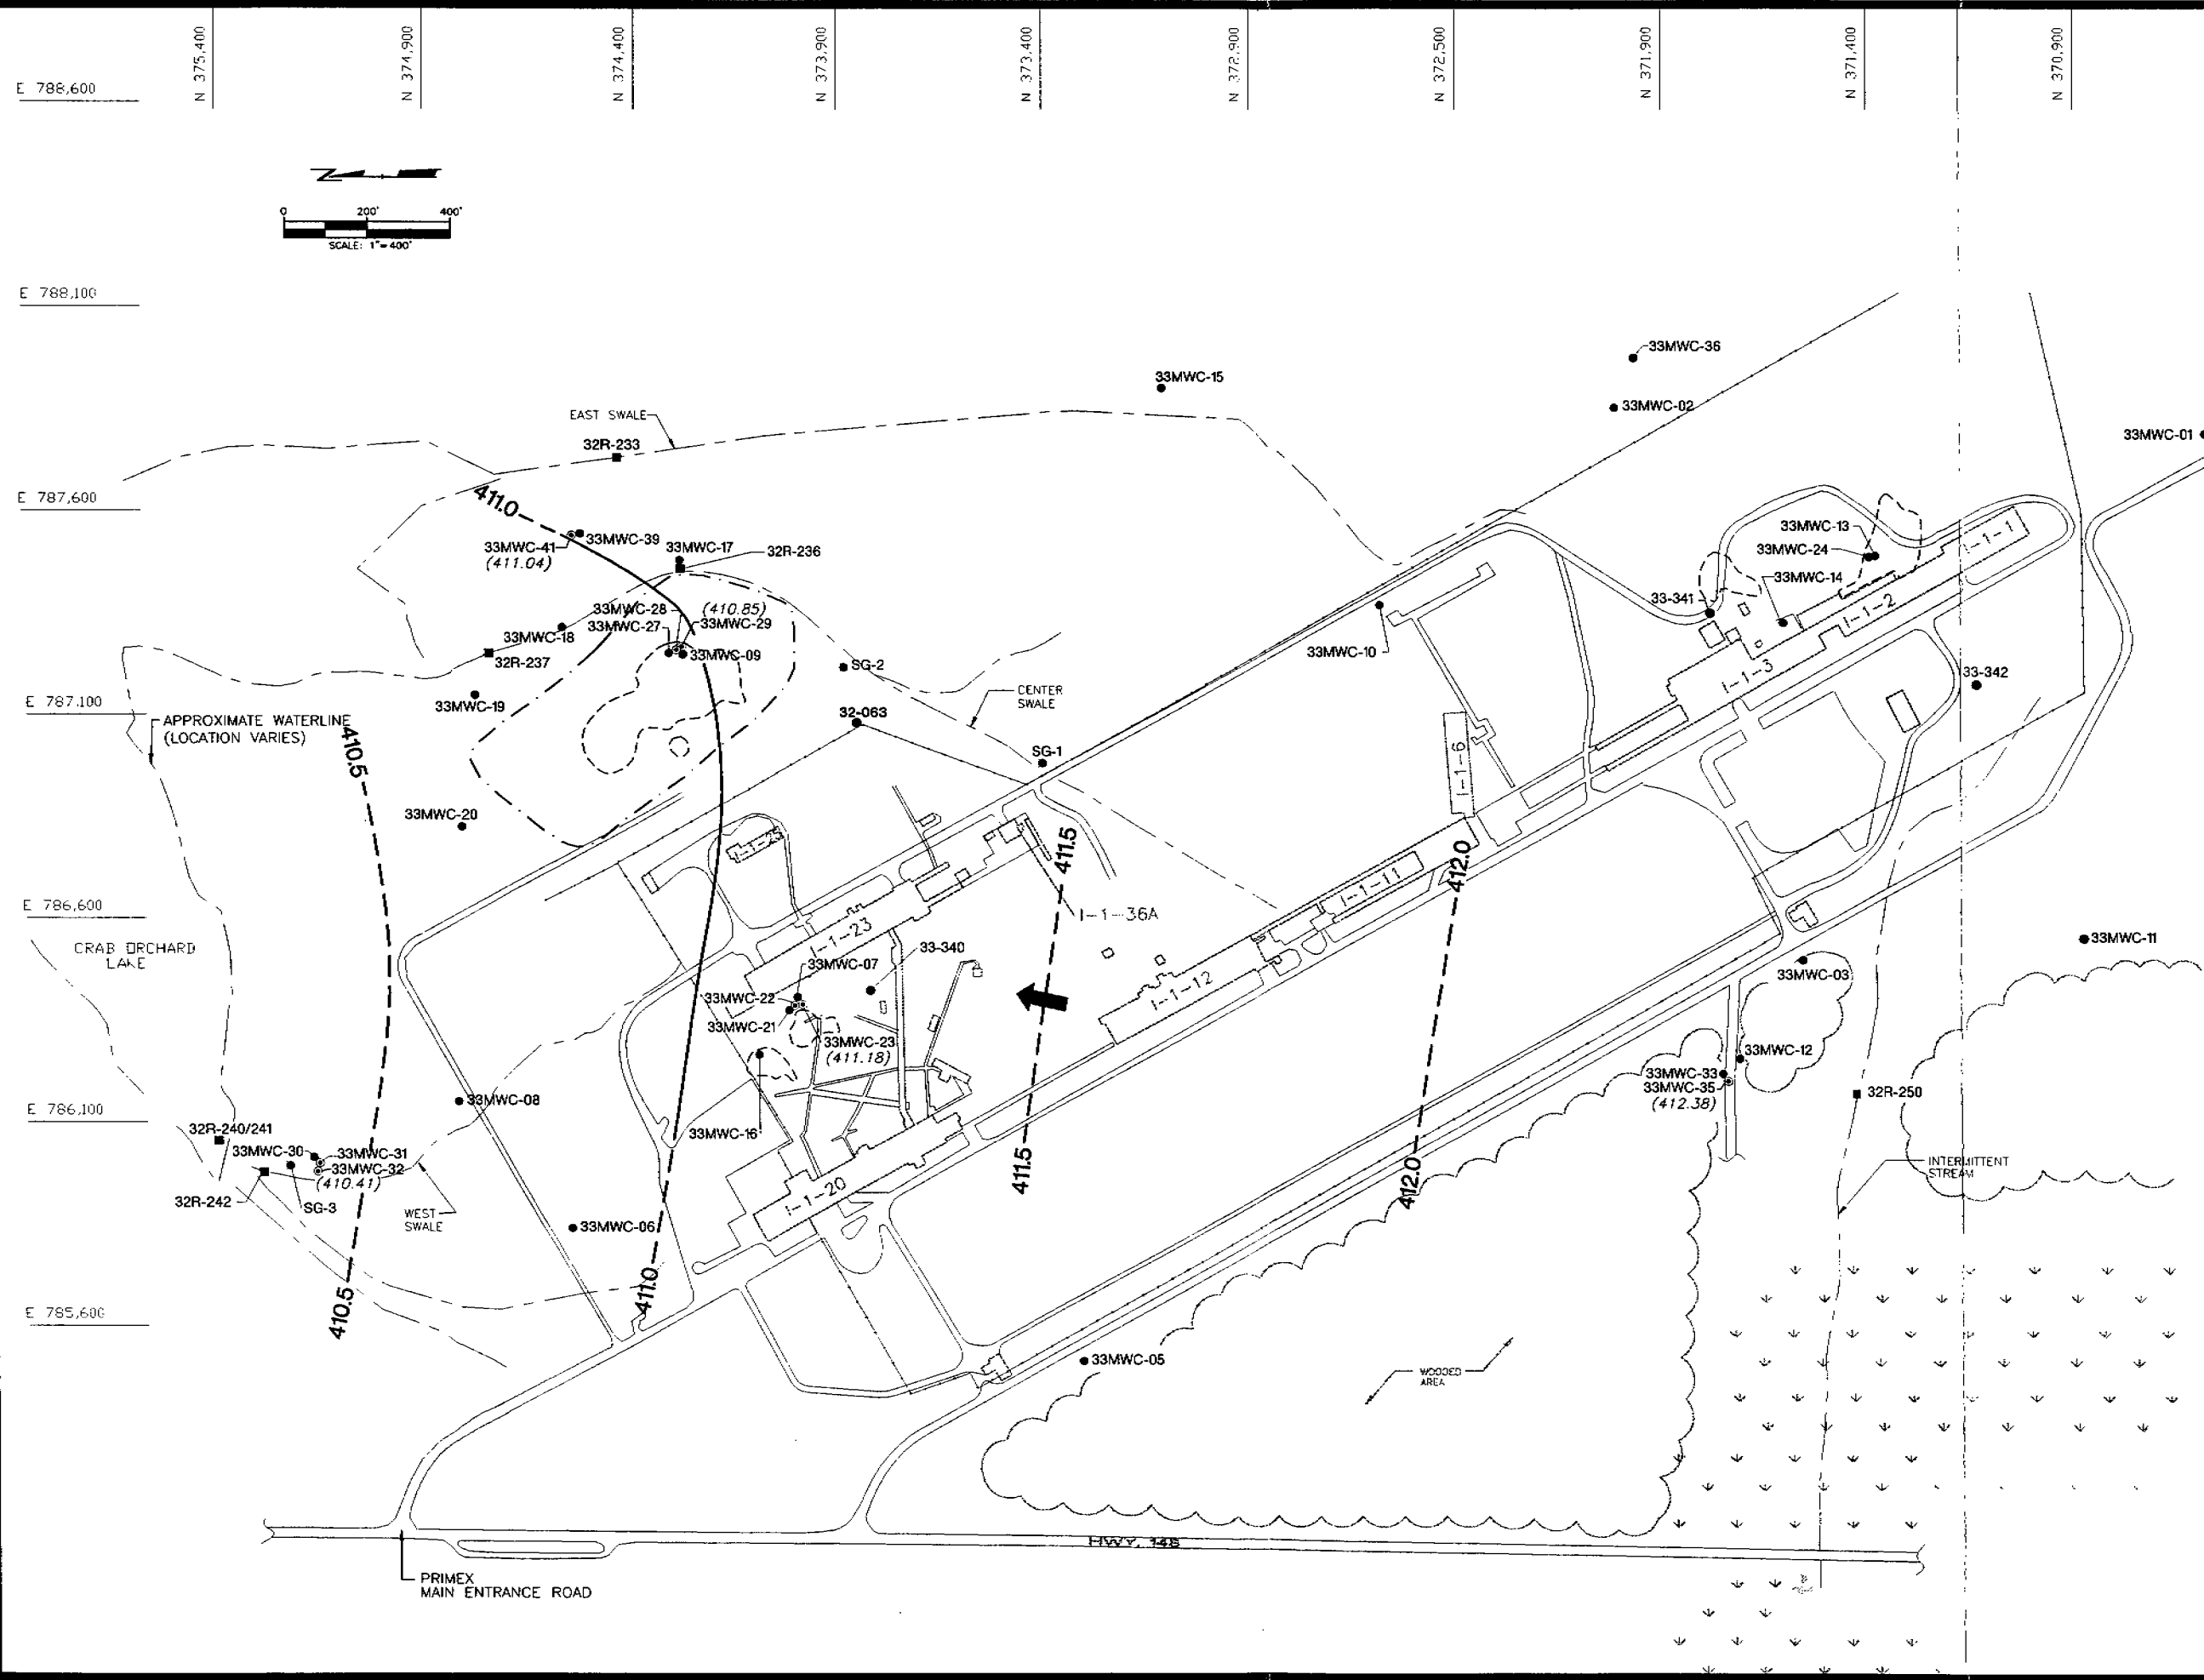 N 375,400
N 374,900
N 374,400
N 373,900
N 373,400
N 372,900
N 372,500
N 371,900
N 371,400
N 370,900
E 788,600
Z
0 200' 400'
SCALE: 1"=400'
E 788,100
33MWC-36
33MWC-15
33MWC-02
EAST SWALE
32R-233
33MWC-01
E 787,600
411.0
33MWC-39
33MWC-41
(411.04)
33MWC-17
32R-236
33MWC-13
33MWC-24
I-1-1
33MWC-14
33-341
I-1-2
33MWC-28
(410.85)
33MWC-27
33MWC-29
33MWC-18
33MWC-09
32R-237
33MWC-10
SG-2
I-1-3
33-342
33MWC-19
CENTER
SWALE
E 787,100
32-063
APPROXIMATE WATERLINE
(LOCATION VARIES)
410.5
SG-1
I-1-6
33MWC-20
411.5
412.0
I-1-11
E 786,600
I-1-36A
CRAB ORCHARD
LAKE
I-1-23
33-340
33MWC-11
33MWC-07
33MWC-03
I-1-12
33MWC-22
33MWC-21
33MWC-23
(411.18)
33MWC-12
33MWC-33
33MWC-35
(412.38)
32R-250
E 786,100
33MWC-08
32R-240/241
33MWC-16
33MWC-30
33MWC-31
33MWC-32
(410.41)
411.5
412.0
INTERMITTENT
STREAM
32R-242
SG-3
I-1-20
WEST
SWALE
33MWC-06
411.0
E 785,600
410.5
33MWC-05
WOODED
AREA
HWY. 148
PRIMEX
MAIN ENTRANCE ROAD